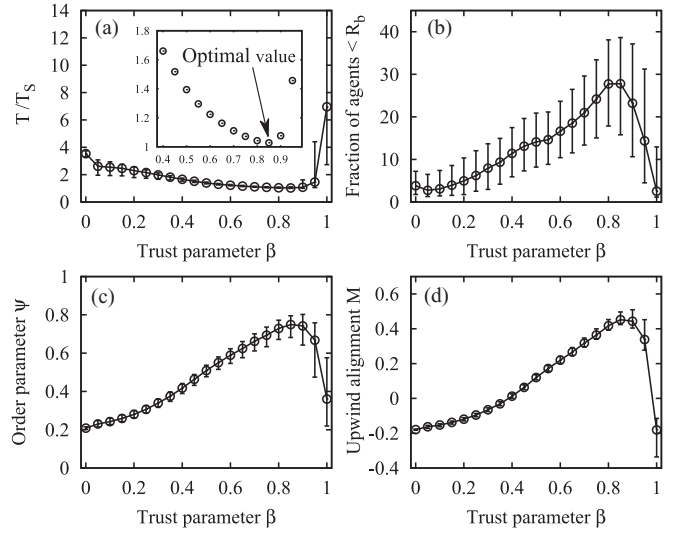 (a)
T/T_S
14
12
10
8
6
4
2
0
1.8
1.6
1.4
1.2
1
0.4 0.5 0.6 0.7 0.8 0.9
Optimal value
0 0.2 0.4 0.6 0.8 1
Trust parameter β
(b)
Fraction of agents < R_b
40
30
20
10
0
0 0.2 0.4 0.6 0.8 1
Trust parameter β
(c)
Order parameter ψ
1
0.8
0.6
0.4
0.2
0
0 0.2 0.4 0.6 0.8 1
Trust parameter β
(d)
Upwind alignment M
0.4
0.2
0
-0.2
-0.4
0 0.2 0.4 0.6 0.8 1
Trust parameter β